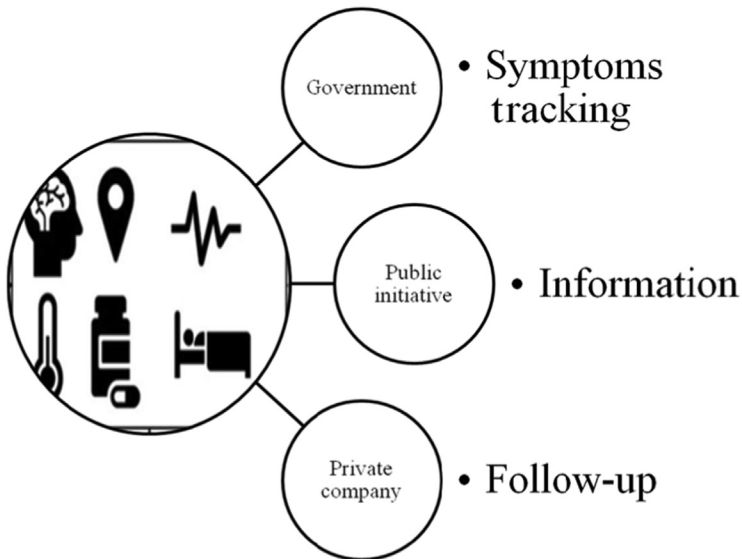 Government
• Symptoms
tracking
Public
initiative
• Information
Private
company
• Follow-up